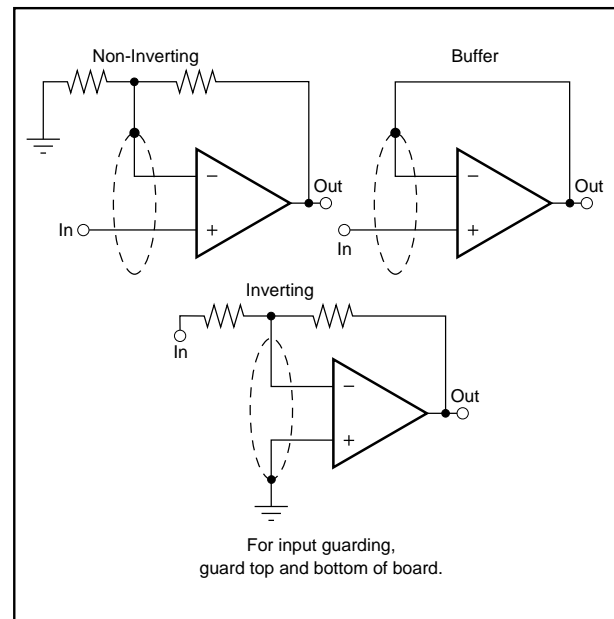 Non-Inverting
Buffer
−
+
In
Out
−
+
In
Out
Inverting
In
−
+
Out
For input guarding,
guard top and bottom of board.